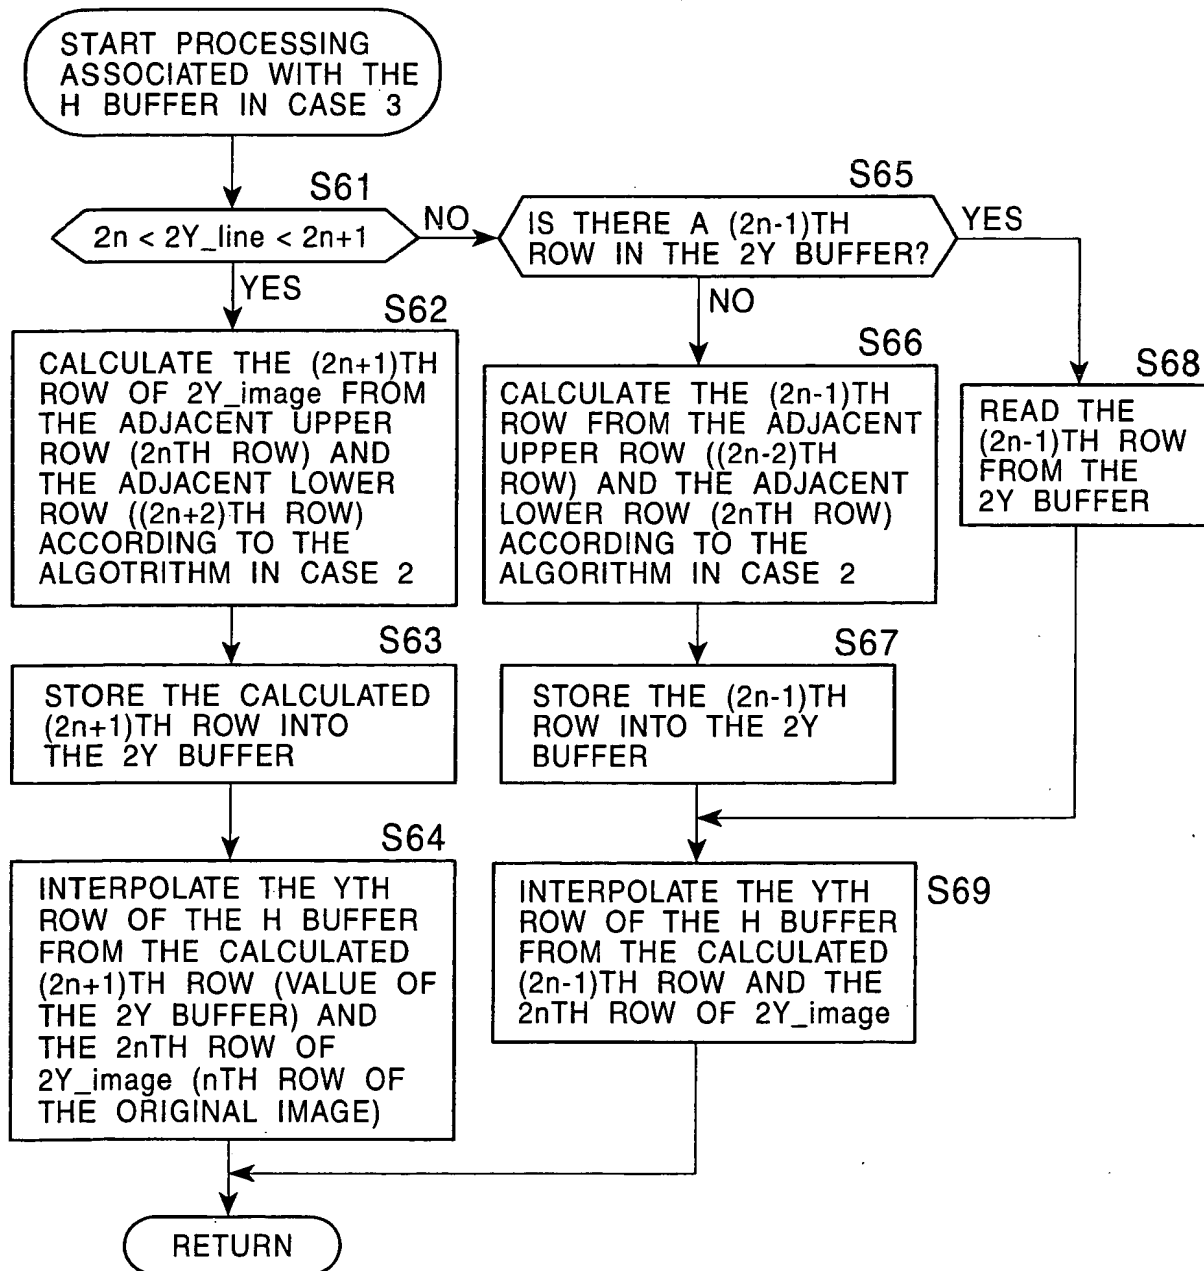 START PROCESSING
ASSOCIATED WITH THE
H BUFFER IN CASE 3
S61
2n < 2Y_line < 2n+1
NO
YES
S65
IS THERE A (2n-1)TH
ROW IN THE 2Y BUFFER?
YES
NO
S62
CALCULATE THE (2n+1)TH
ROW OF 2Y_image FROM
THE ADJACENT UPPER
ROW (2nTH ROW) AND
THE ADJACENT LOWER
ROW ((2n+2)TH ROW)
ACCORDING TO THE
ALGOTRITHM IN CASE 2
S66
CALCULATE THE (2n-1)TH
ROW FROM THE ADJACENT
UPPER ROW ((2n-2)TH
ROW) AND THE ADJACENT
LOWER ROW (2nTH ROW)
ACCORDING TO THE
ALGORITHM IN CASE 2
S68
READ THE
(2n-1)TH ROW
FROM THE
2Y BUFFER
S63
STORE THE CALCULATED
(2n+1)TH ROW INTO
THE 2Y BUFFER
S67
STORE THE (2n-1)TH
ROW INTO THE 2Y
BUFFER
S64
INTERPOLATE THE YTH
ROW OF THE H BUFFER
FROM THE CALCULATED
(2n+1)TH ROW (VALUE OF
THE 2Y BUFFER) AND
THE 2nTH ROW OF
2Y_image (nTH ROW OF
THE ORIGINAL IMAGE)
S69
INTERPOLATE THE YTH
ROW OF THE H BUFFER
FROM THE CALCULATED
(2n-1)TH ROW AND THE
2nTH ROW OF 2Y_image
RETURN